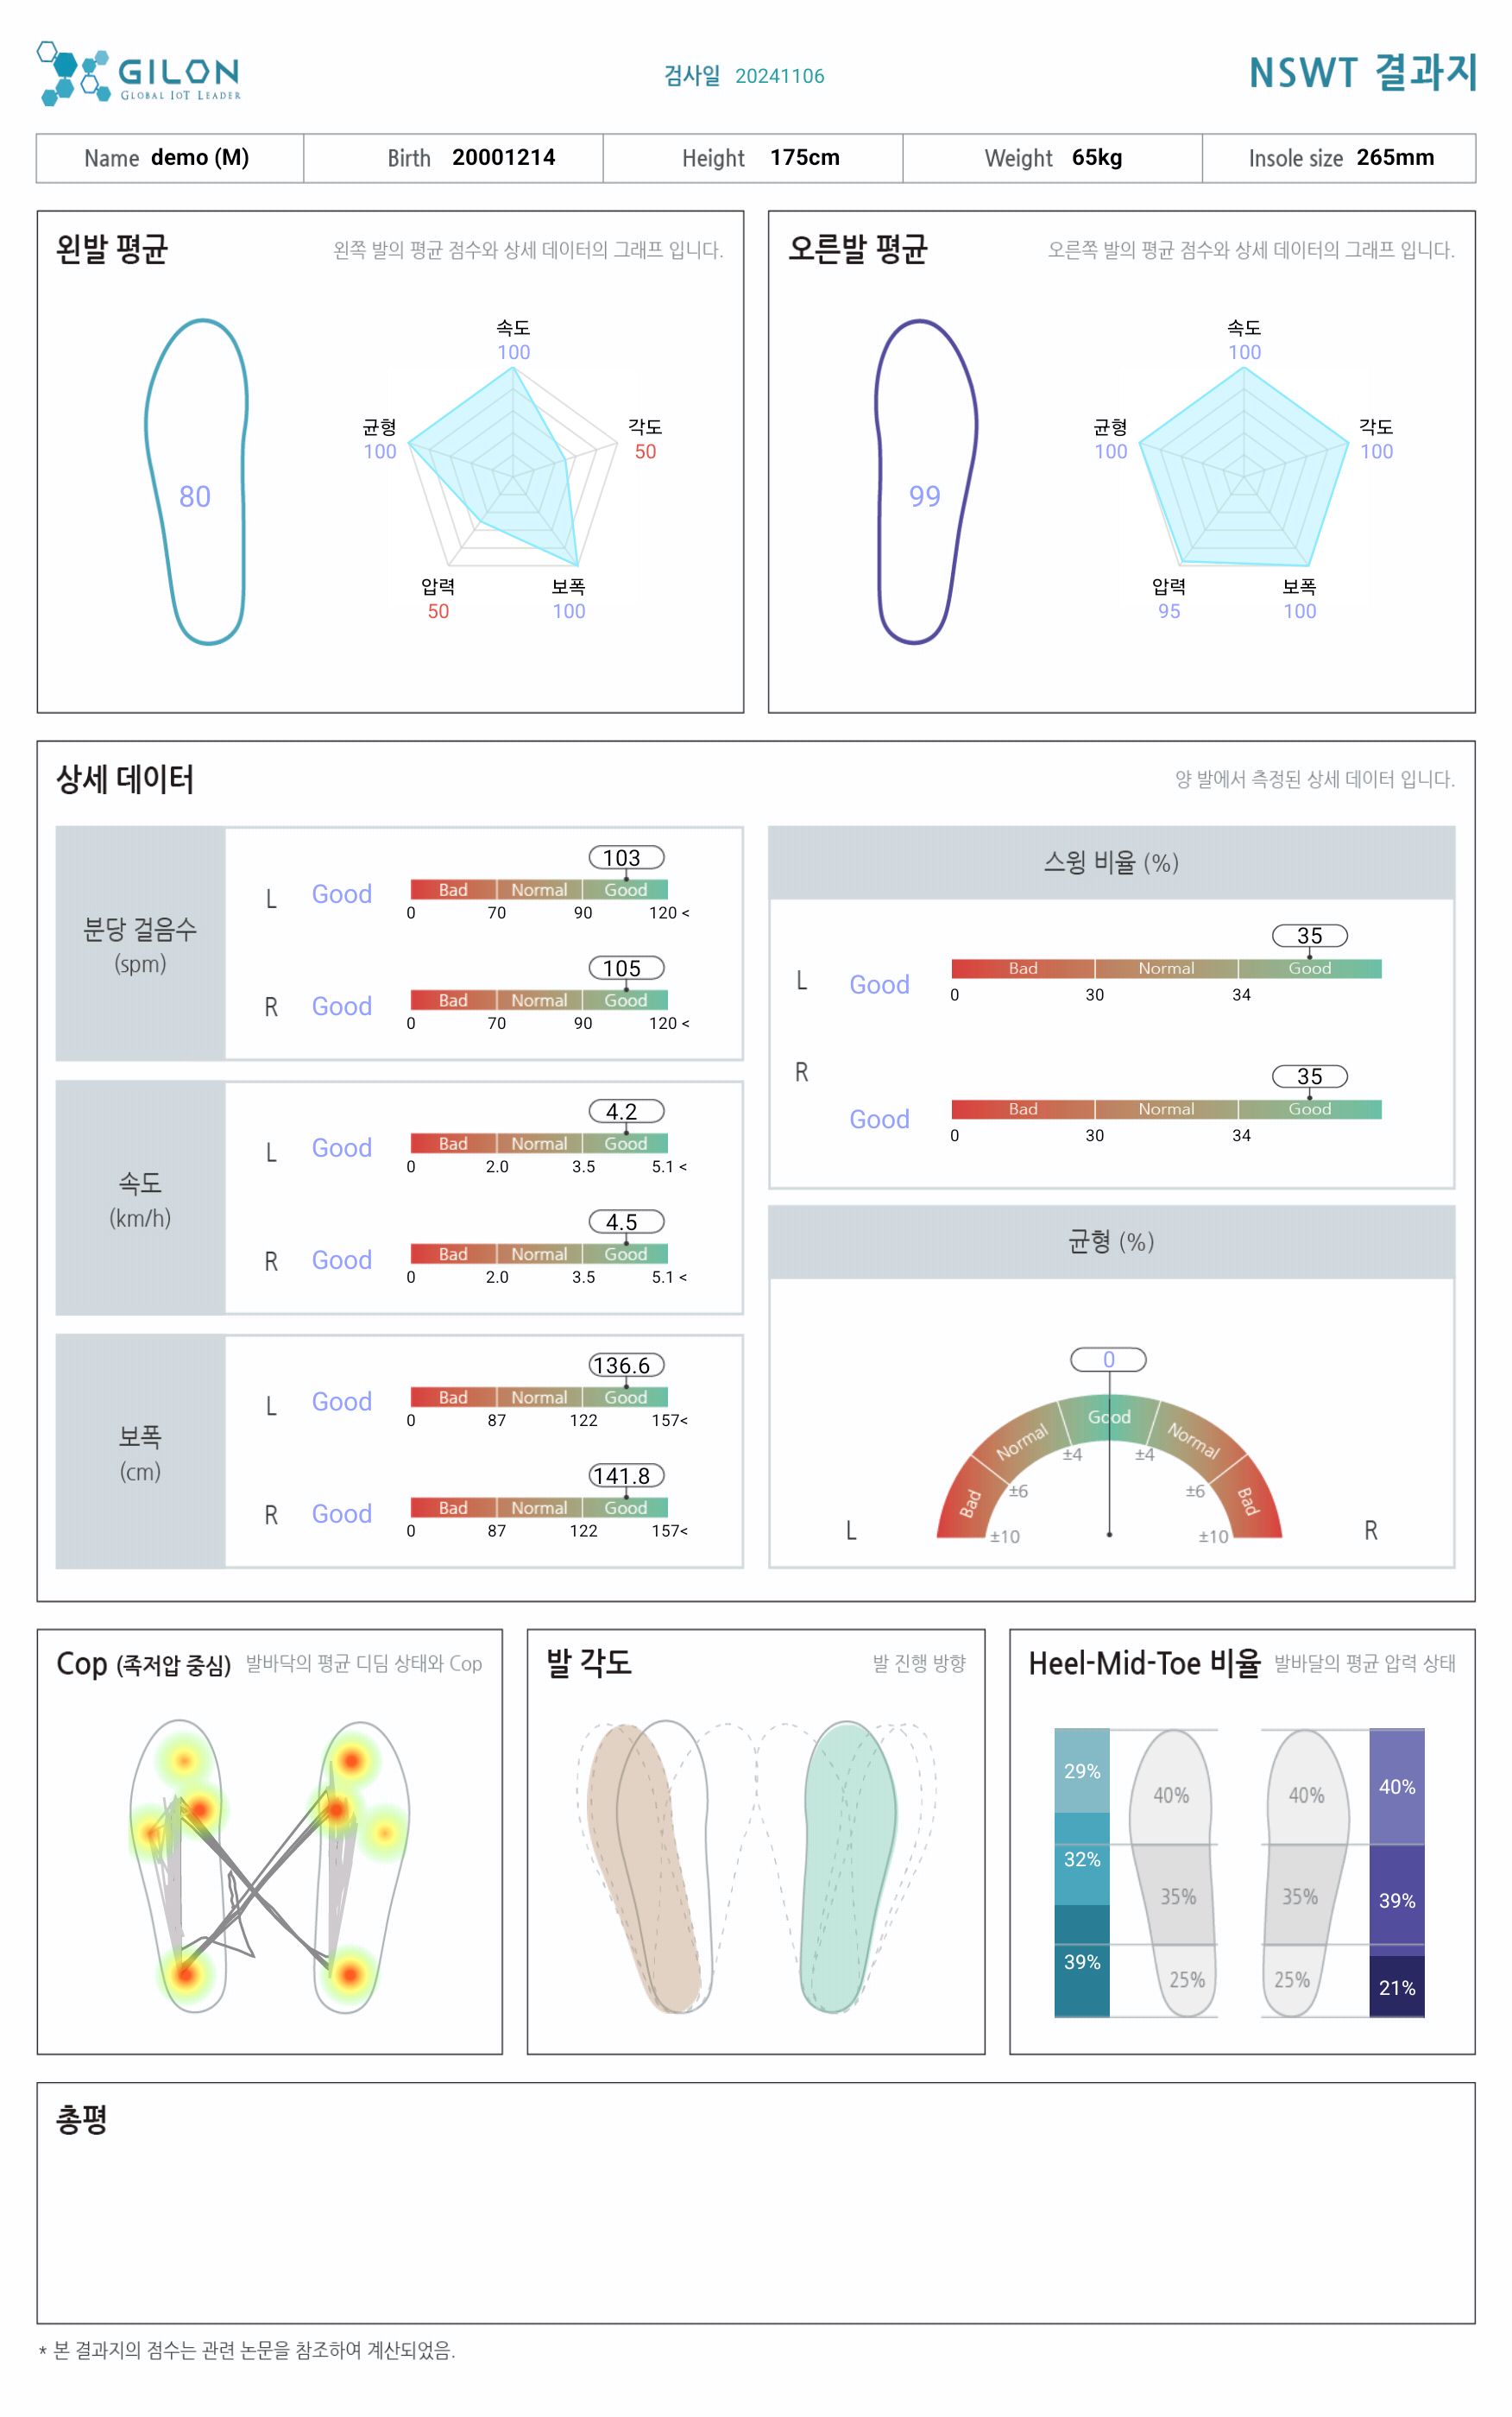 GILON
GLOBAL IOT LEADER
검사일 20241106
NSWT 결과지
Name demo (M)
Birth 20001214
Height 175cm
Weight 65kg
Insole size 265mm
왼발 평균
왼쪽 발의 평균 점수와 상세 데이터의 그래프 입니다.
80
속도
100
균형
100
각도
50
압력
50
보폭
100
오른발 평균
오른쪽 발의 평균 점수와 상세 데이터의 그래프 입니다.
99
속도
100
균형
100
각도
100
압력
95
보폭
100
상세 데이터
양 발에서 측정된 상세 데이터 입니다.
분당 걸음수
(spm)
103
L Good Bad Normal Good
0 70 90 120 <
105
R Good Bad Normal Good
0 70 90 120 <
속도
(km/h)
4.2
L Good Bad Normal Good
0 2.0 3.5 5.1 <
4.5
R Good Bad Normal Good
0 2.0 3.5 5.1 <
보폭
(cm)
136.6
L Good Bad Normal Good
0 87 122 157<
141.8
R Good Bad Normal Good
0 87 122 157<
스윙 비율 (%)
35
L Good Bad Normal Good
0 30 34
35
R Good Bad Normal Good
0 30 34
균형 (%)
0
Bad Normal Good Normal Bad
±4 ±4
±6 ±6
±10 ±10
L R
Cop (족저압 중심) 발바닥의 평균 디딤 상태와 Cop
발 각도 발 진행 방향
Heel-Mid-Toe 비율 발바달의 평균 압력 상태
29% 40% 40% 40%
32% 35% 35% 39%
39% 25% 25% 21%
총평
* 본 결과지의 점수는 관련 논문을 참조하여 계산되었음.